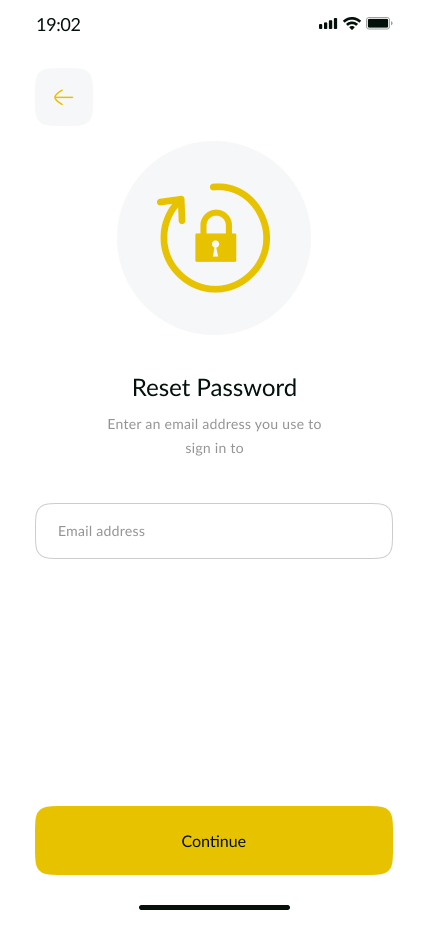 19:02
Reset Password
Enter an email address you use to
sign in to
Email address
Continue